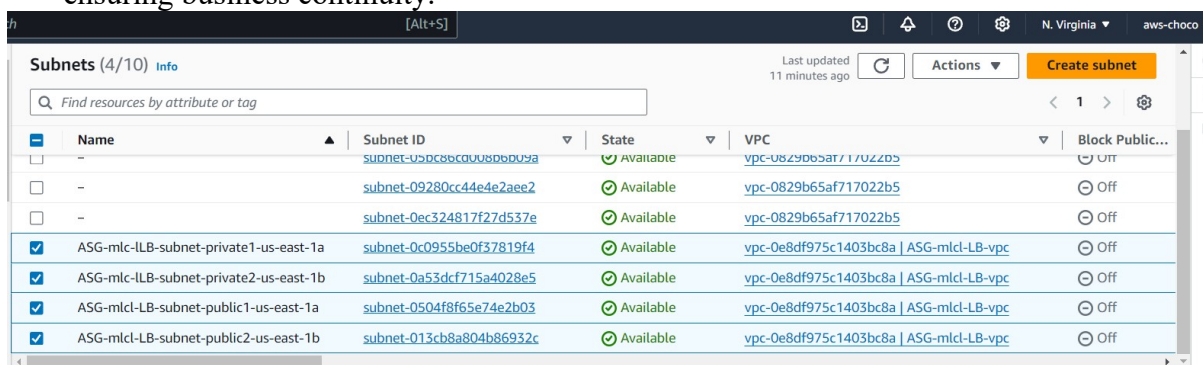 ensuring business continuity.
[Alt+S] N. Virginia ▼ aws-choco
Subnets (4/10) Info Last updated 11 minutes ago Actions ▼ Create subnet
Find resources by attribute or tag < 1 >
Name ▲ Subnet ID ▽ State ▽ VPC ▽ Block Public...
– subnet-05bc86cd008b6b09a Available vpc-0829b65af717022b5 Off
– subnet-09280cc44e4e2aee2 Available vpc-0829b65af717022b5 Off
– subnet-0ec324817f27d537e Available vpc-0829b65af717022b5 Off
ASG-mlc-lLB-subnet-private1-us-east-1a subnet-0c0955be0f37819f4 Available vpc-0e8df975c1403bc8a | ASG-mlcl-LB-vpc Off
ASG-mlc-lLB-subnet-private2-us-east-1b subnet-0a53dcf715a4028e5 Available vpc-0e8df975c1403bc8a | ASG-mlcl-LB-vpc Off
ASG-mlcl-LB-subnet-public1-us-east-1a subnet-0504f8f65e74e2b03 Available vpc-0e8df975c1403bc8a | ASG-mlcl-LB-vpc Off
ASG-mlcl-LB-subnet-public2-us-east-1b subnet-013cb8a804b86932c Available vpc-0e8df975c1403bc8a | ASG-mlcl-LB-vpc Off